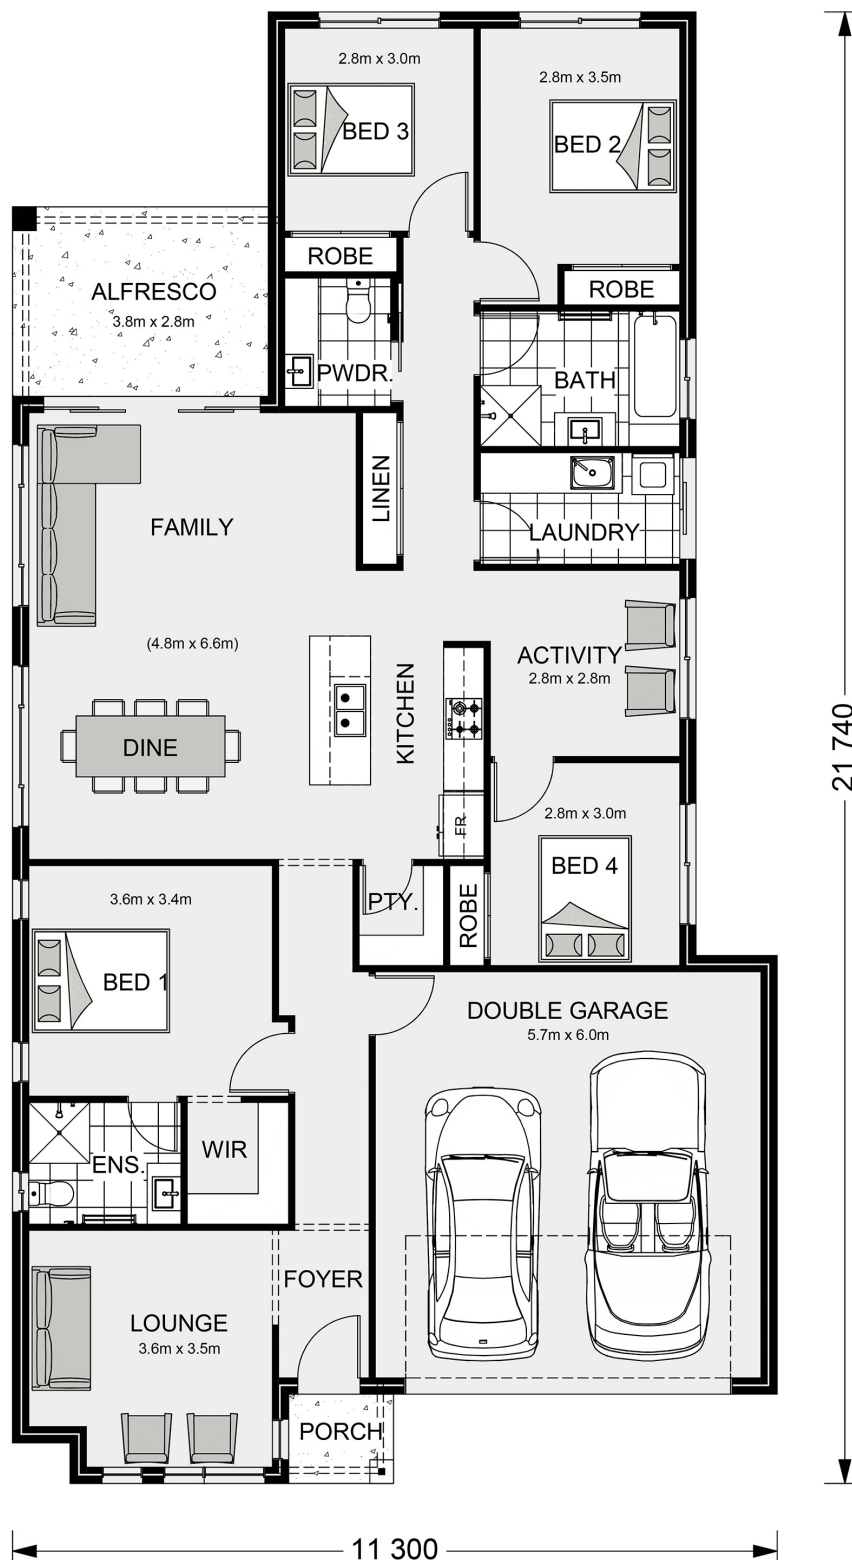 2.8m x 3.0m
BED 3
2.8m x 3.5m
BED 2
ROBE
ROBE
ALFRESCO
3.8m x 2.8m
PWDR.
BATH
LINEN
FAMILY
LAUNDRY
(4.8m x 6.6m)
KITCHEN
ACTIVITY
2.8m x 2.8m
DINE
21 740
FR.
2.8m x 3.0m
BED 4
3.6m x 3.4m
PTY.
ROBE
BED 1
DOUBLE GARAGE
5.7m x 6.0m
ENS.
WIR
FOYER
LOUNGE
3.6m x 3.5m
PORCH
11 300